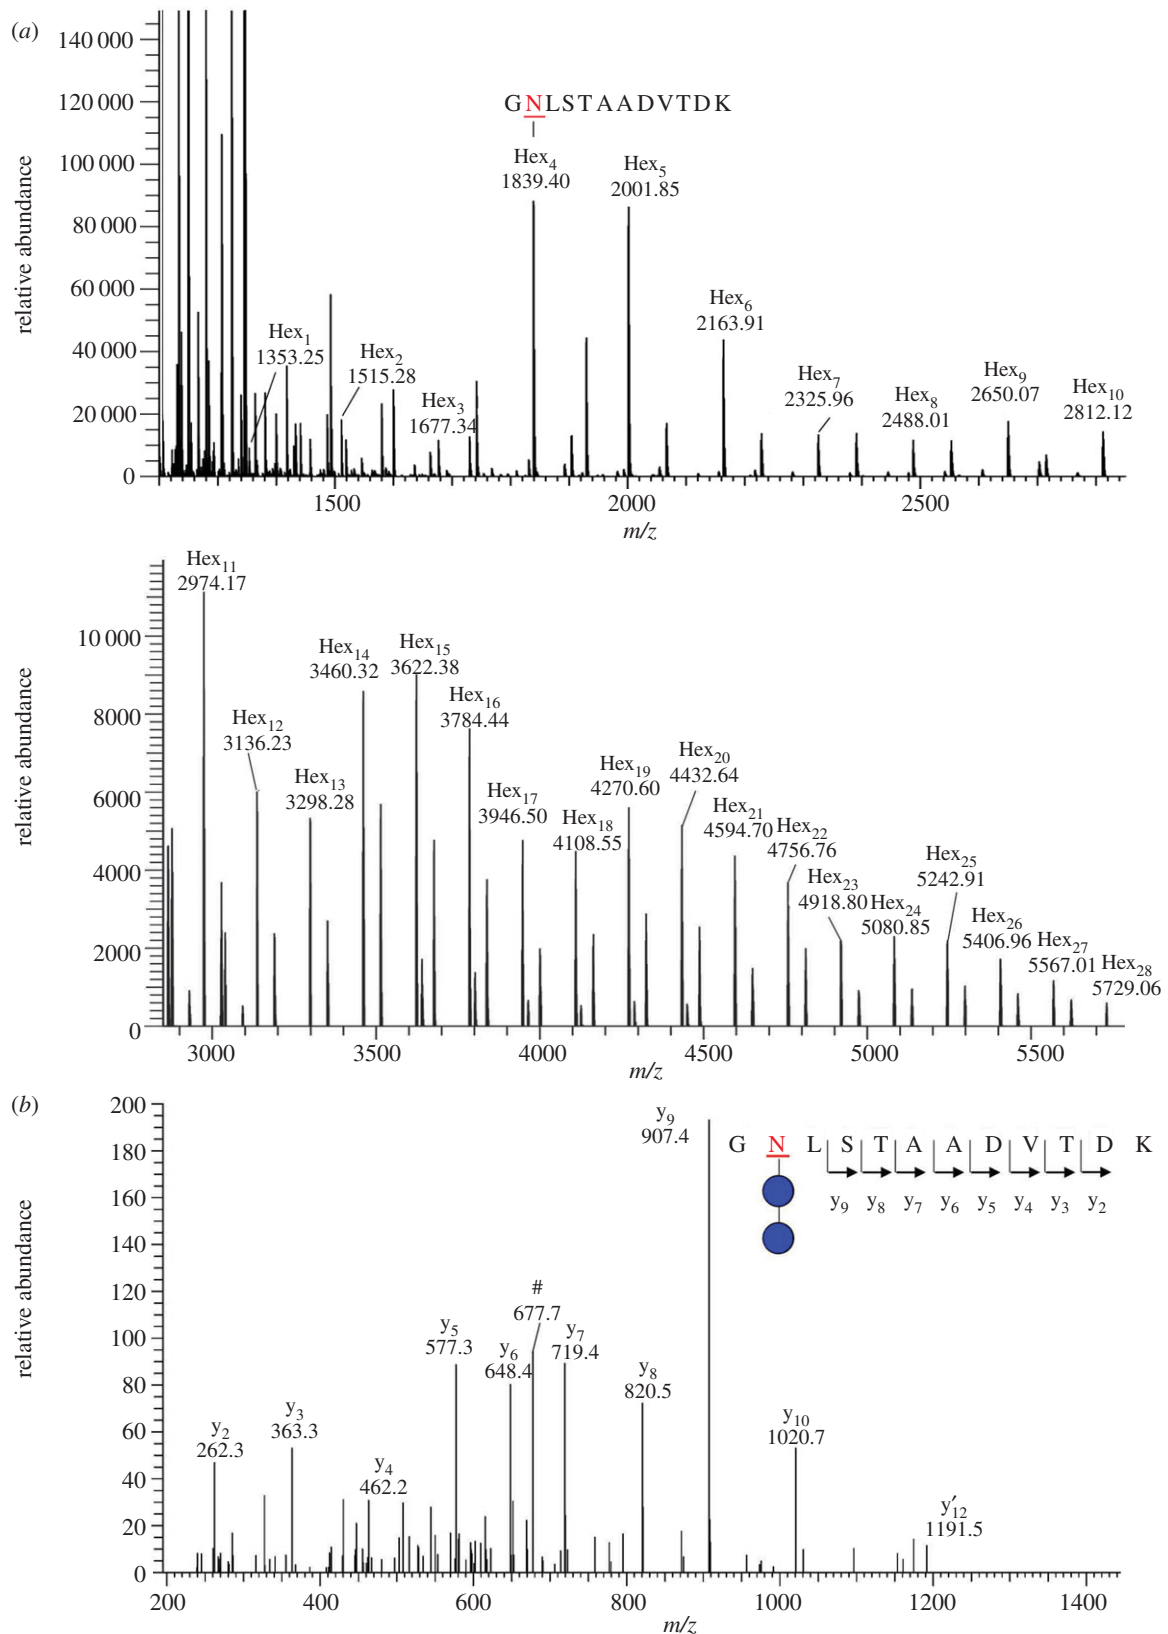 (a)
relative abundance
140 000
120 000
100 000
80 000
60 000
40 000
20 000
0
GNLSTAADVTDK
Hex4
1839.40
Hex5
2001.85
Hex6
2163.91
Hex1
1353.25
Hex2
1515.28
Hex3
1677.34
Hex7
2325.96
Hex8
2488.01
Hex9
2650.07
Hex10
2812.12
1500 2000 2500
m/z
relative abundance
10 000
8000
6000
4000
2000
0
Hex11
2974.17
Hex12
3136.23
Hex13
3298.28
Hex14
3460.32
Hex15
3622.38
Hex16
3784.44
Hex17
3946.50
Hex18
4108.55
Hex19
4270.60
Hex20
4432.64
Hex21
4594.70
Hex22
4756.76
Hex23
4918.80
Hex24
5080.85
Hex25
5242.91
Hex26
5406.96
Hex27
5567.01
Hex28
5729.06
3000 3500 4000 4500 5000 5500
m/z
(b)
relative abundance
200
180
160
140
120
100
80
60
40
20
0
y2
262.3
y3
363.3
y4
462.2
y5
577.3
y6
648.4
#
677.7
y7
719.4
y8
820.5
y9
907.4
y10
1020.7
y′12
1191.5
G N L S T A A D V T D K
y9 y8 y7 y6 y5 y4 y3 y2
200 400 600 800 1000 1200 1400
m/z